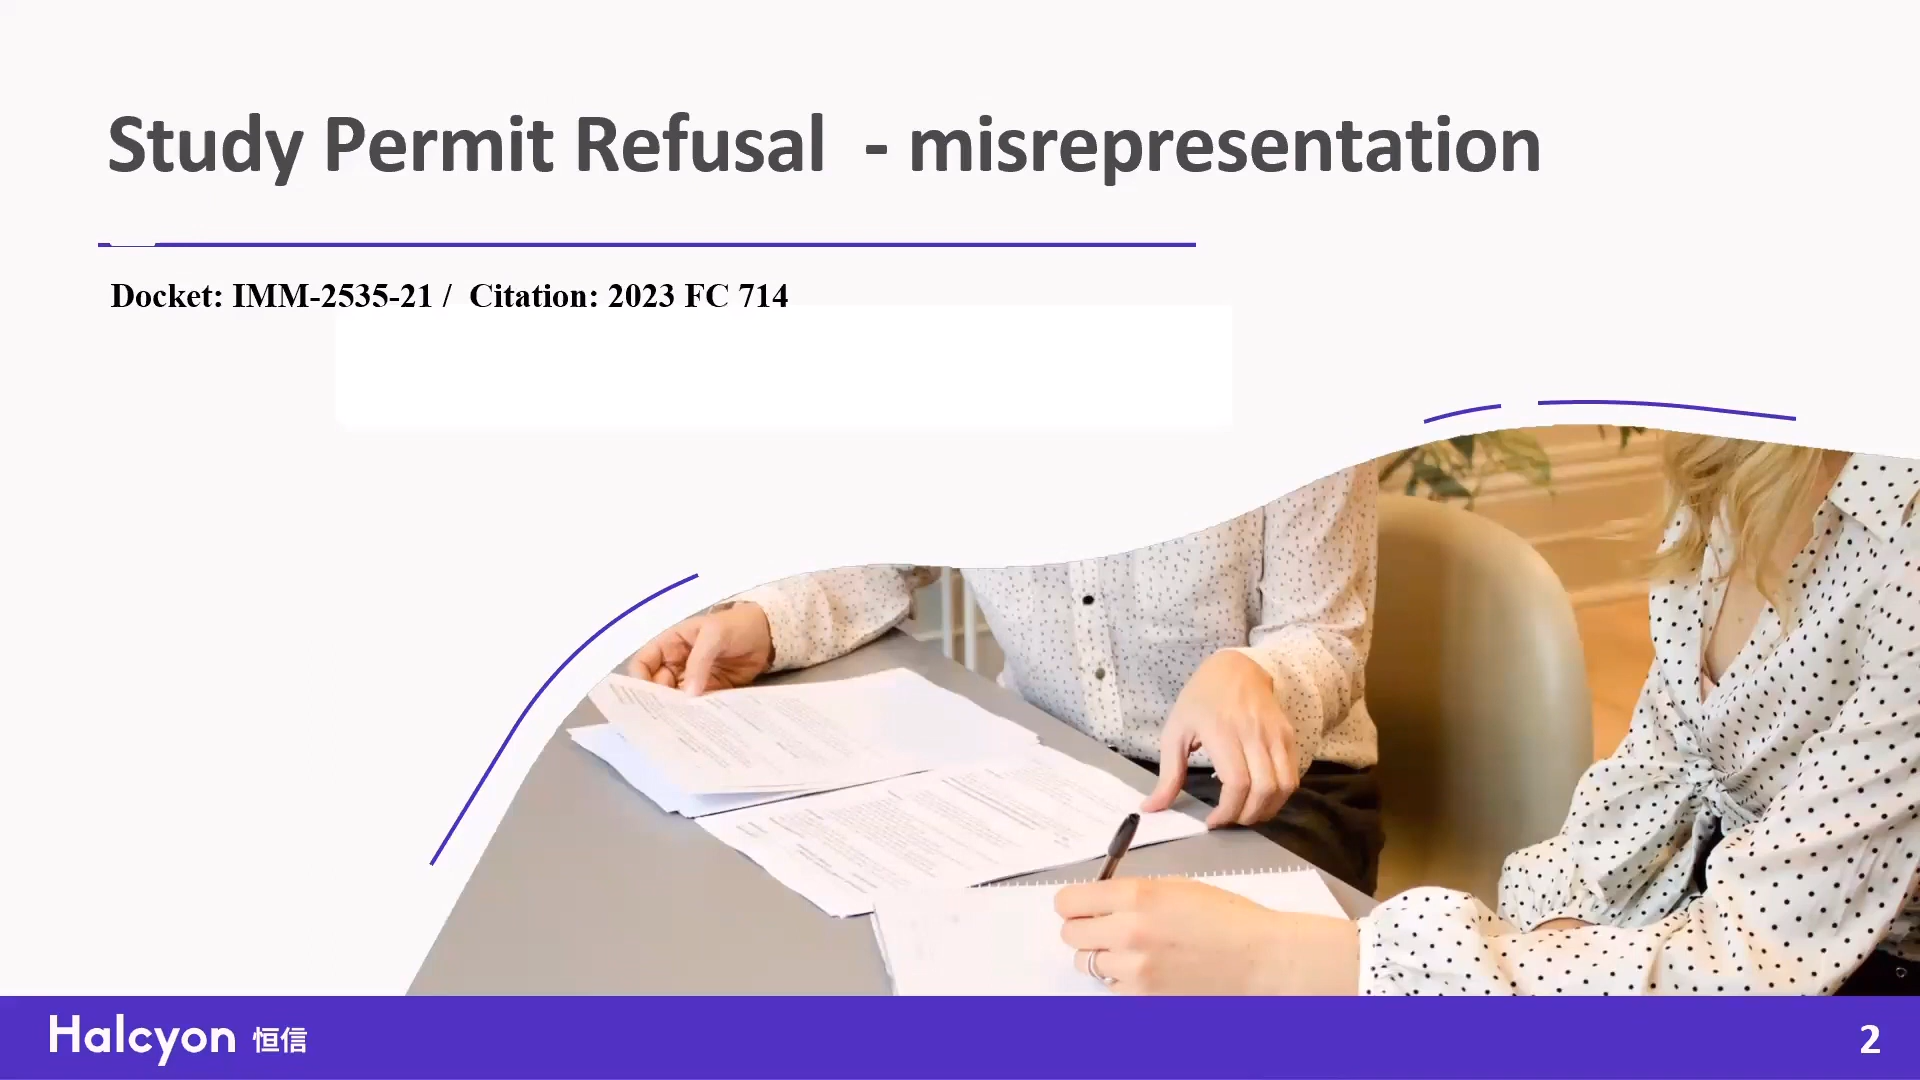 Study Permit Refusal - misrepresentation
Docket: IMM-2535-21 / Citation: 2023 FC 714
Halcyon 恒信
2